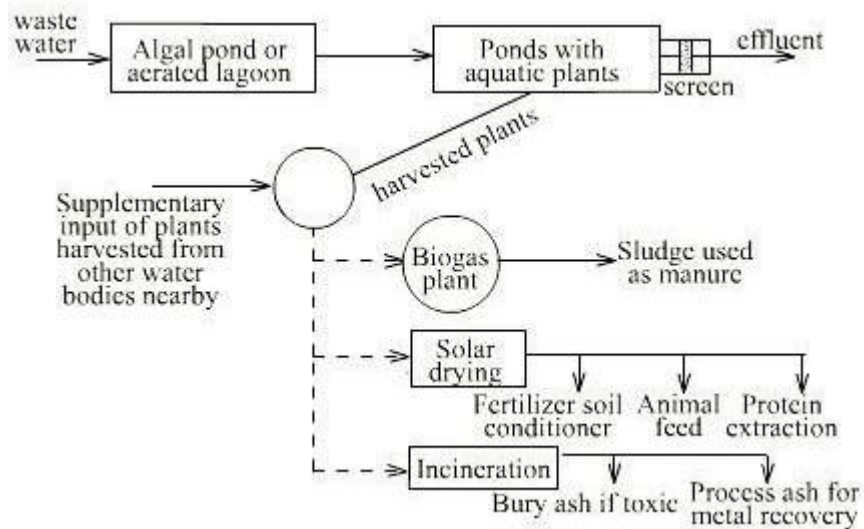 waste
water
Algal pond or
aerated lagoon
Ponds with
aquatic plants
effluent
screen
harvested plants
Supplementary
input of plants
harvested from
other water
bodies nearby
Biogas
plant
Sludge used
as manure
Solar
drying
Fertilizer soil
conditioner
Animal
feed
Protein
extraction
Incineration
Bury ash if toxic
Process ash for
metal recovery